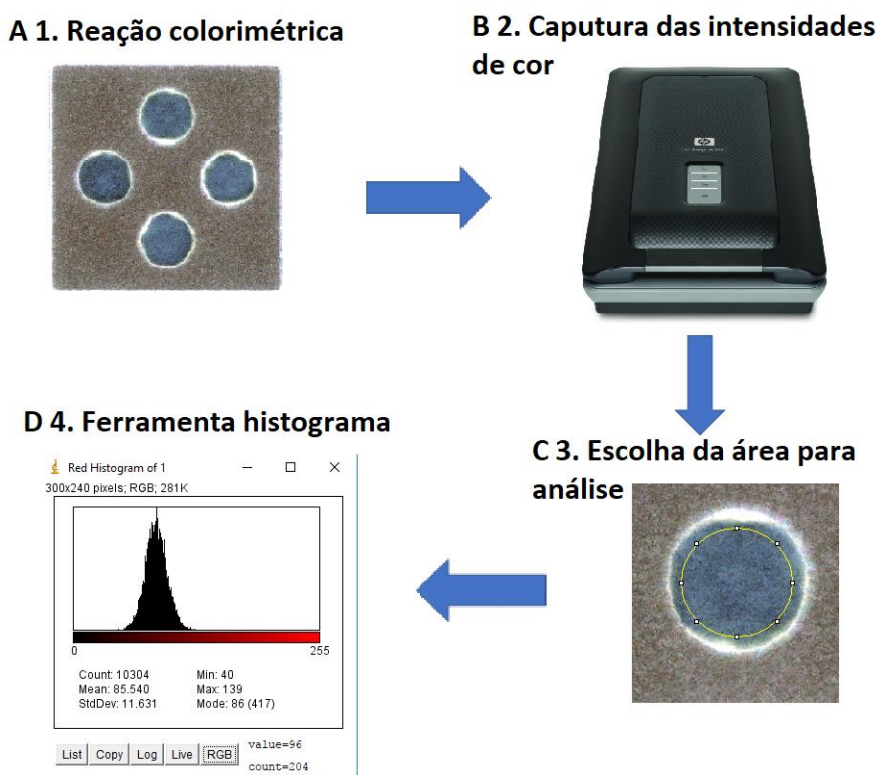 A 1. Reação colorimétrica
B 2. Caputura das intensidades
de cor
hp
C 3. Escolha da área para
análise
D 4. Ferramenta histograma
Red Histogram of 1
300x240 pixels; RGB; 281K
0 255
Count: 10304 Min: 40
Mean: 85.540 Max: 139
StdDev: 11.631 Mode: 86 (417)
List Copy Log Live RGB
value=96
count=204